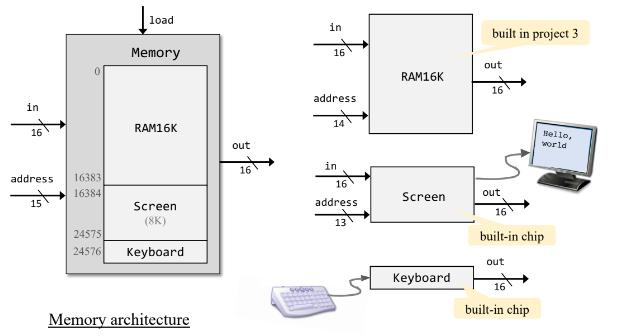 load
Memory
0
RAM16K
in
16
out
16
address
15
16383
16384
Screen
(8K)
24575
24576
Keyboard
Memory architecture
in
16
built in project 3
RAM16K
out
16
address
14
Hello,
world
in
16
Screen
out
16
address
13
built-in chip
Keyboard
out
16
built-in chip